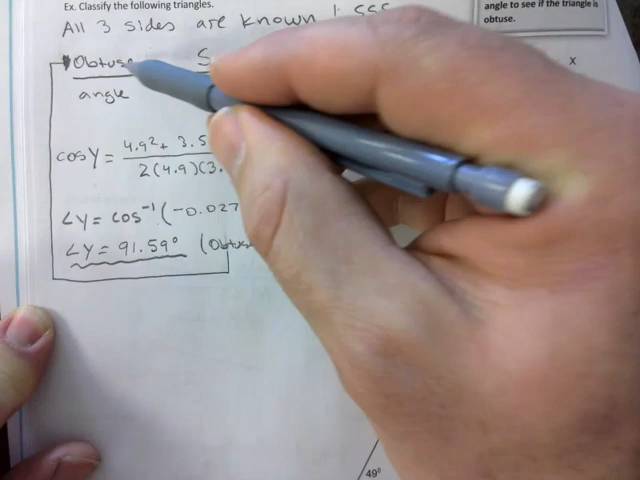 Ex. Classify the following triangles.
angle to see if the triangle is
obtuse.
All 3 sides are known SSS
Obtuse S
x
angle
cosY = 4.9² + 3.5
2(4.9)(3.
∠Y = cos⁻¹(-0.027
∠Y = 91.59° (Obtuse
49°